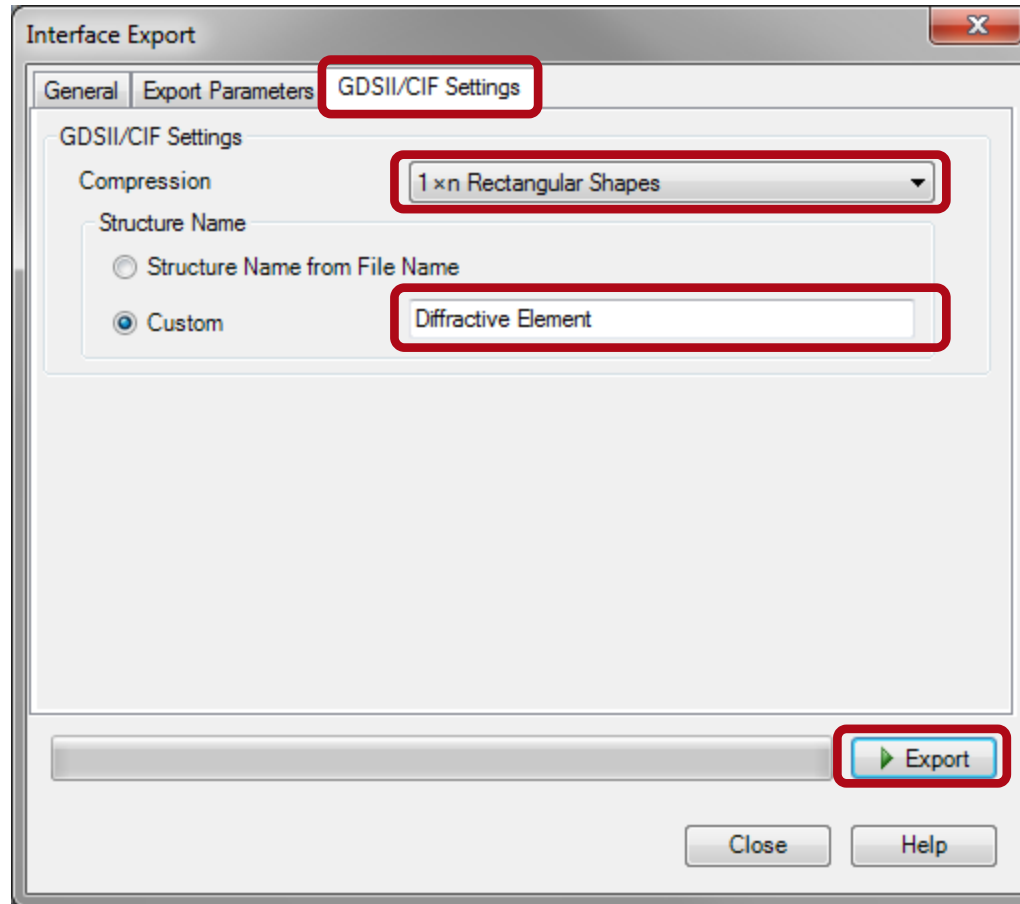 Interface Export
General
Export Parameters
GDSII/CIF Settings
GDSII/CIF Settings
Compression
1×n Rectangular Shapes
Structure Name
Structure Name from File Name
Custom
Diffractive Element
Export
Close
Help